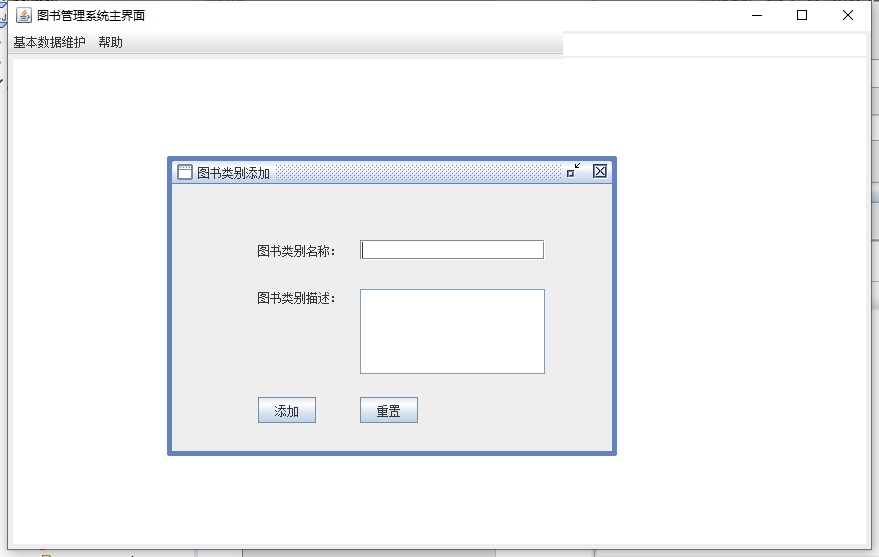 图书管理系统主界面
基本数据维护 帮助
图书类别添加
图书类别名称：
图书类别描述：
添加 重置